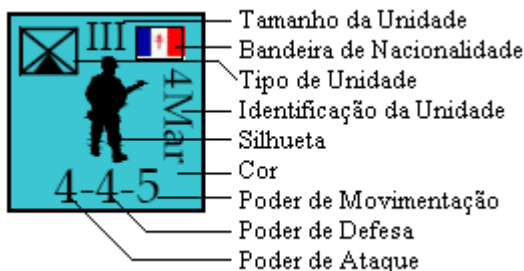 III
4Mar
4-4-5
Tamanho da Unidade
Bandeira de Nacionalidade
Tipo de Unidade
Identificação da Unidade
Silhueta
Cor
Poder de Movimentação
Poder de Defesa
Poder de Ataque